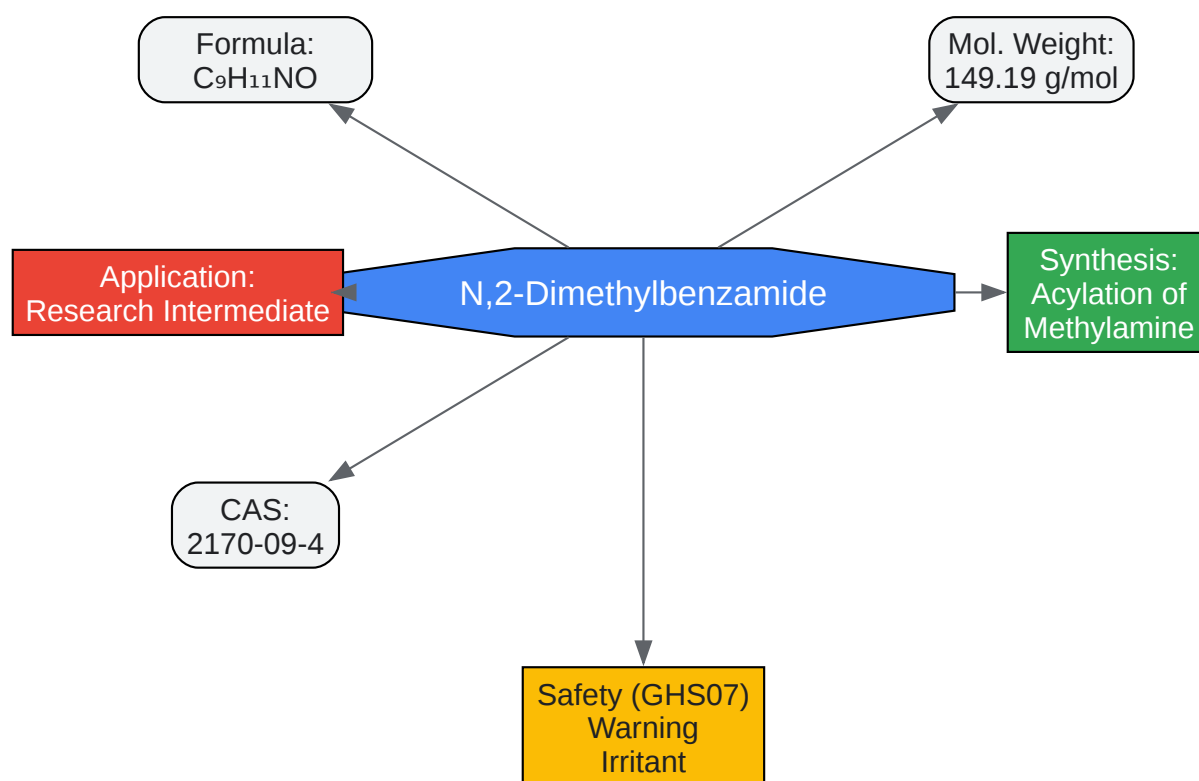 Formula:
C₉H₁₁NO
Mol. Weight:
149.19 g/mol
Application:
Research Intermediate
N,2-Dimethylbenzamide
Synthesis:
Acylation of
Methylamine
CAS:
2170-09-4
Safety (GHS07)
Warning
Irritant